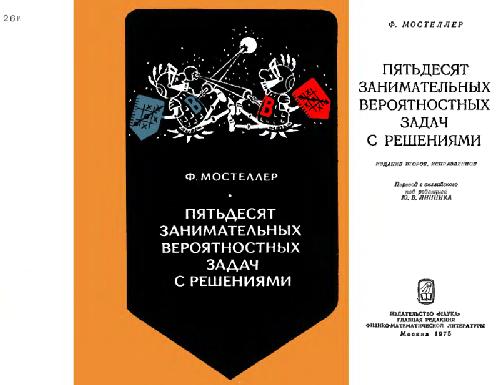 26к
В
В
Ф. МОСТЕЛЛЕР
ПЯТЬДЕСЯТ
ЗАНИМАТЕЛЬНЫХ
ВЕРОЯТНОСТНЫХ
ЗАДАЧ
С РЕШЕНИЯМИ
Ф. МОСТЕЛЛЕР
ПЯТЬДЕСЯТ
ЗАНИМАТЕЛЬНЫХ
ВЕРОЯТНОСТНЫХ
ЗАДАЧ
С РЕШЕНИЯМИ
ИЗДАНИЕ ВТОРОЕ, ИСПРАВЛЕННОЕ
Перевод с английского
под редакцией
Ю. В. ЛИННИКА
ИЗДАТЕЛЬСТВО «НАУКА»
ГЛАВНАЯ РЕДАКЦИЯ
ФИЗИКО-МАТЕМАТИЧЕСКОЙ ЛИТЕРАТУРЫ
Москва 1975